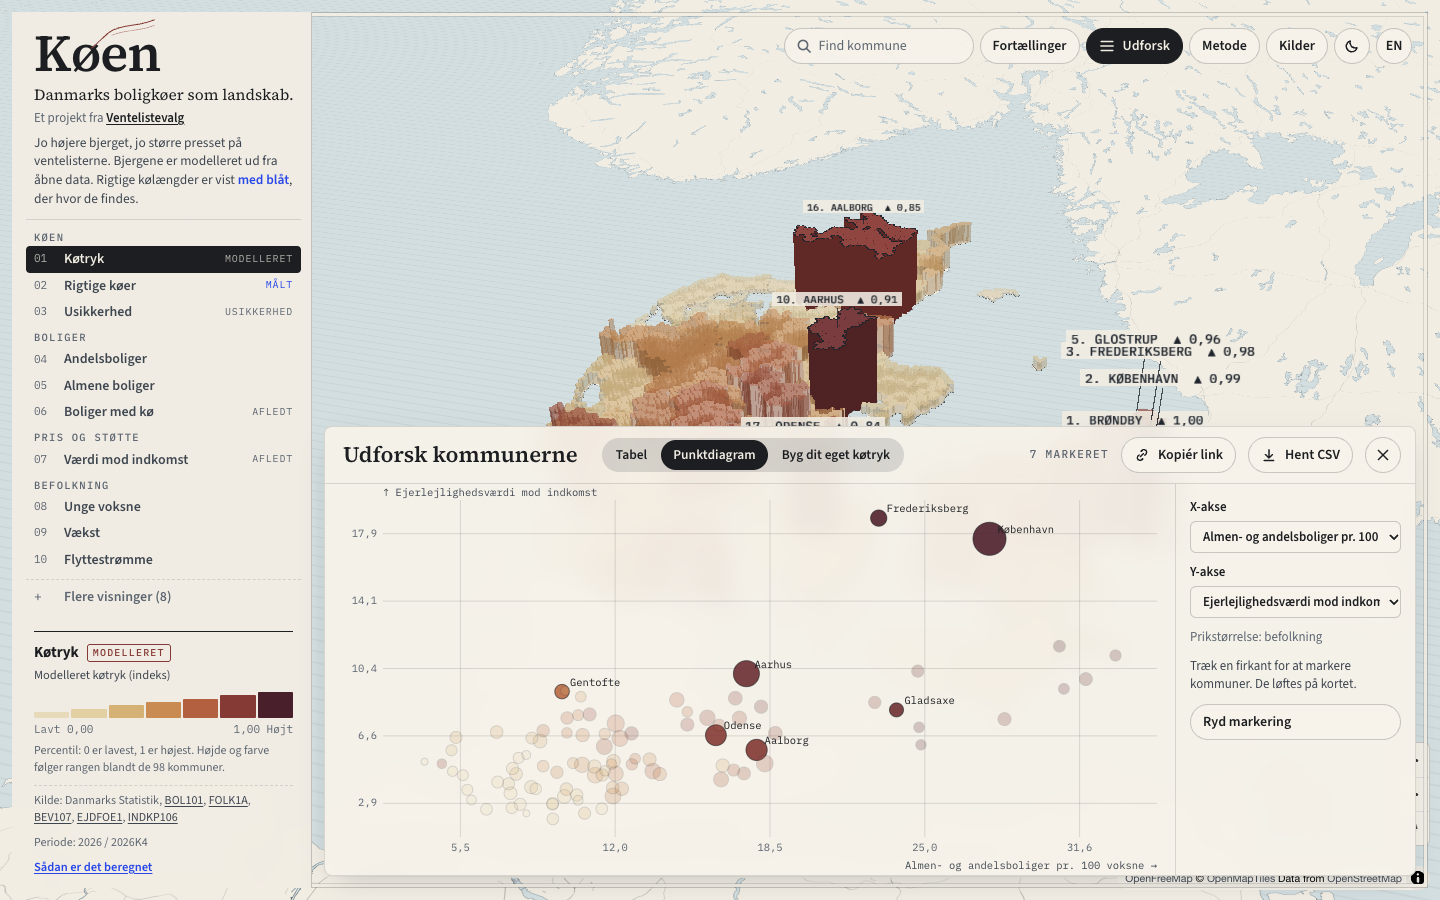 Køen
Danmarks boligkøer som landskab.
Et projekt fra Ventelistevalg
Jo højere bjerget, jo større presset på
ventelisterne. Bjergene er modelleret ud fra
åbne data. Rigtige kølængder er vist med blåt,
der hvor de findes.
KØEN
01 Køtryk MODELLERET
02 Rigtige køer MÅLT
03 Usikkerhed USIKKERHED
BOLIGER
04 Andelsboliger
05 Almene boliger
06 Boliger med kø AFLEDT
PRIS OG STØTTE
07 Værdi mod indkomst AFLEDT
BEFOLKNING
08 Unge voksne
09 Vækst
10 Flyttestrømme
+ Flere visninger (8)
Køtryk MODELLERET
Modelleret køtryk (indeks)
Lavt 0,00 1,00 Højt
Percentil: 0 er lavest, 1 er højest. Højde og farve
følger rangen blandt de 98 kommuner.
Kilde: Danmarks Statistik, BOL101, FOLK1A,
BEV107, EJDFOE1, INDKP106
Periode: 2026 / 2026K4
Sådan er det beregnet
Find kommune
Fortællinger
Udforsk
Metode
Kilder
EN
16. AALBORG ▲ 0,85
10. AARHUS ▲ 0,91
5. GLOSTRUP ▲ 0,96
3. FREDERIKSBERG ▲ 0,98
2. KØBENHAVN ▲ 0,99
1. BRØNDBY ▲ 1,00
17. ODENSE ▲ 0,84
Udforsk kommunerne
Tabel
Punktdiagram
Byg dit eget køtryk
7 MARKERET
Kopiér link
Hent CSV
↑ Ejerlejlighedsværdi mod indkomst
17,9
14,1
10,4
6,6
2,9
Frederiksberg
København
Aarhus
Gentofte
Gladsaxe
Odense
Aalborg
5,5 12,0 18,5 25,0 31,6
Almen- og andelsboliger pr. 100 voksne →
X-akse
Almen- og andelsboliger pr. 100
Y-akse
Ejerlejlighedsværdi mod indkom
Prikstørrelse: befolkning
Træk en firkant for at markere
kommuner. De løftes på kortet.
Ryd markering
OpenFreeMap © OpenMapTiles Data from OpenStreetMap